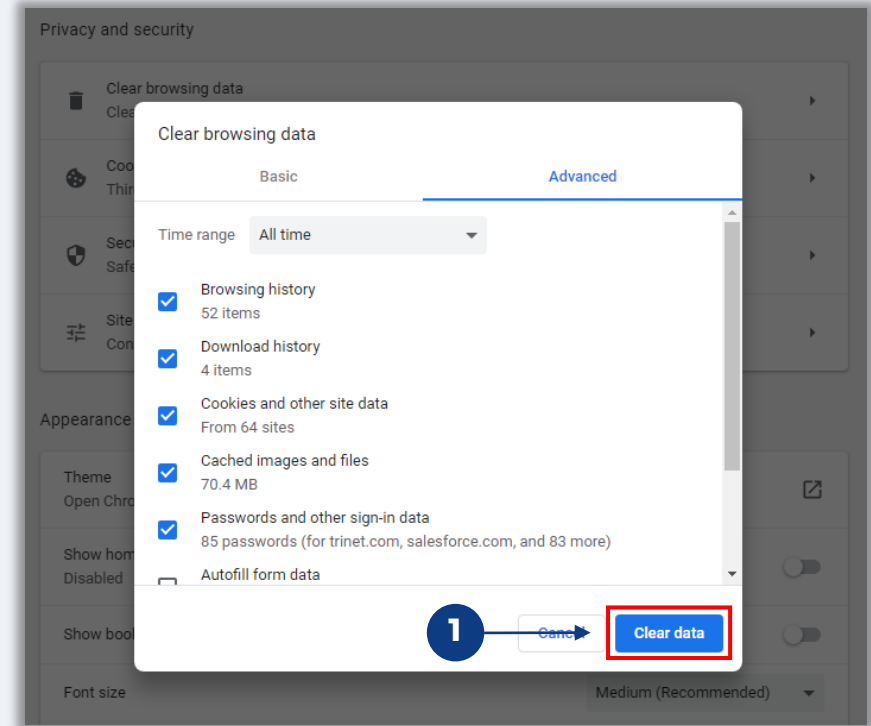 Privacy and security
Clear browsing data
Clea
Clear browsing data
Coo
Thir
Basic
Advanced
Time range All time
Secu
Safe
Browsing history
52 items
Site
Con
Download history
4 items
Cookies and other site data
From 64 sites
Appearance
Cached images and files
70.4 MB
Theme
Open Chro
Passwords and other sign-in data
85 passwords (for trinet.com, salesforce.com, and 83 more)
Show hom
Disabled
Autofill form data
Show bool
1
Cancel
Clear data
Font size
Medium (Recommended)